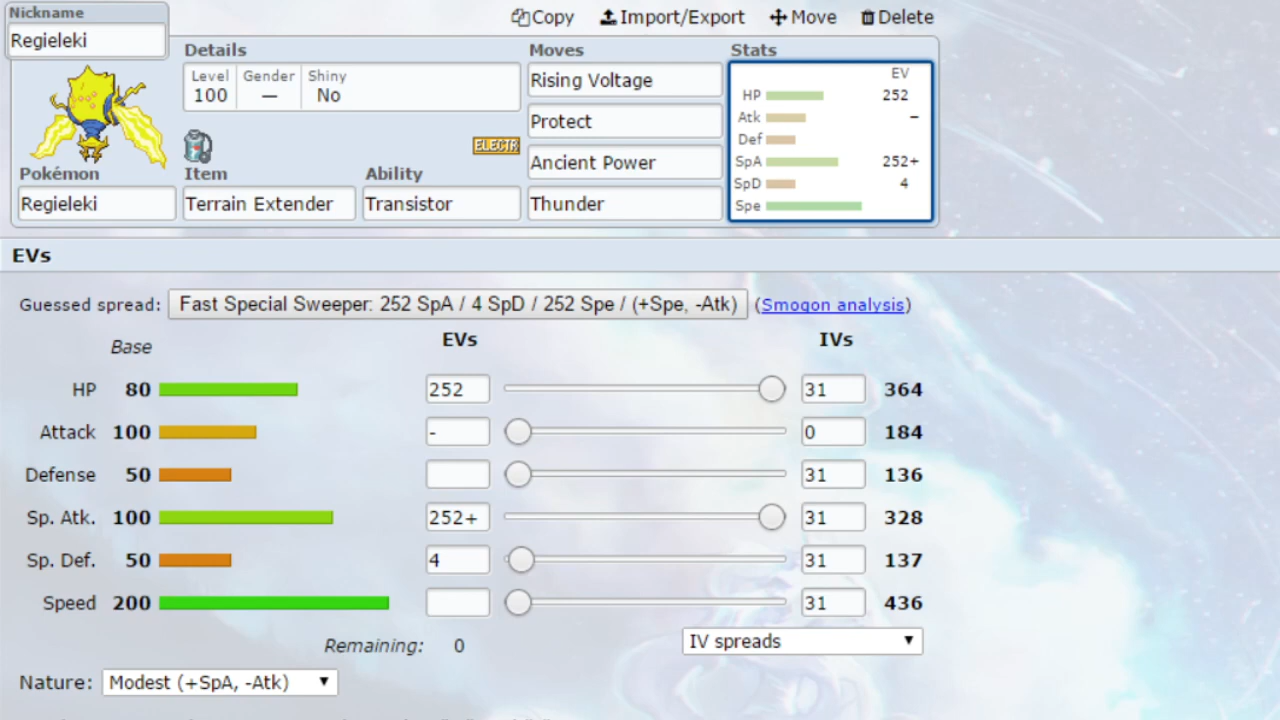 Nickname
Regieleki
Copy Import/Export Move Delete
Details
Level Gender Shiny
100 — No
ELECTR
Pokémon Item Ability
Regieleki Terrain Extender Transistor
Moves
Rising Voltage
Protect
Ancient Power
Thunder
Stats
EV
HP 252
Atk –
Def
SpA 252+
SpD 4
Spe
EVs
Guessed spread: Fast Special Sweeper: 252 SpA / 4 SpD / 252 Spe / (+Spe, -Atk) (Smogon analysis)
Base EVs IVs
HP 80 252 31 364
Attack 100 - 0 184
Defense 50 31 136
Sp. Atk. 100 252+ 31 328
Sp. Def. 50 4 31 137
Speed 200 31 436
Remaining: 0 IV spreads
Nature: Modest (+SpA, -Atk)